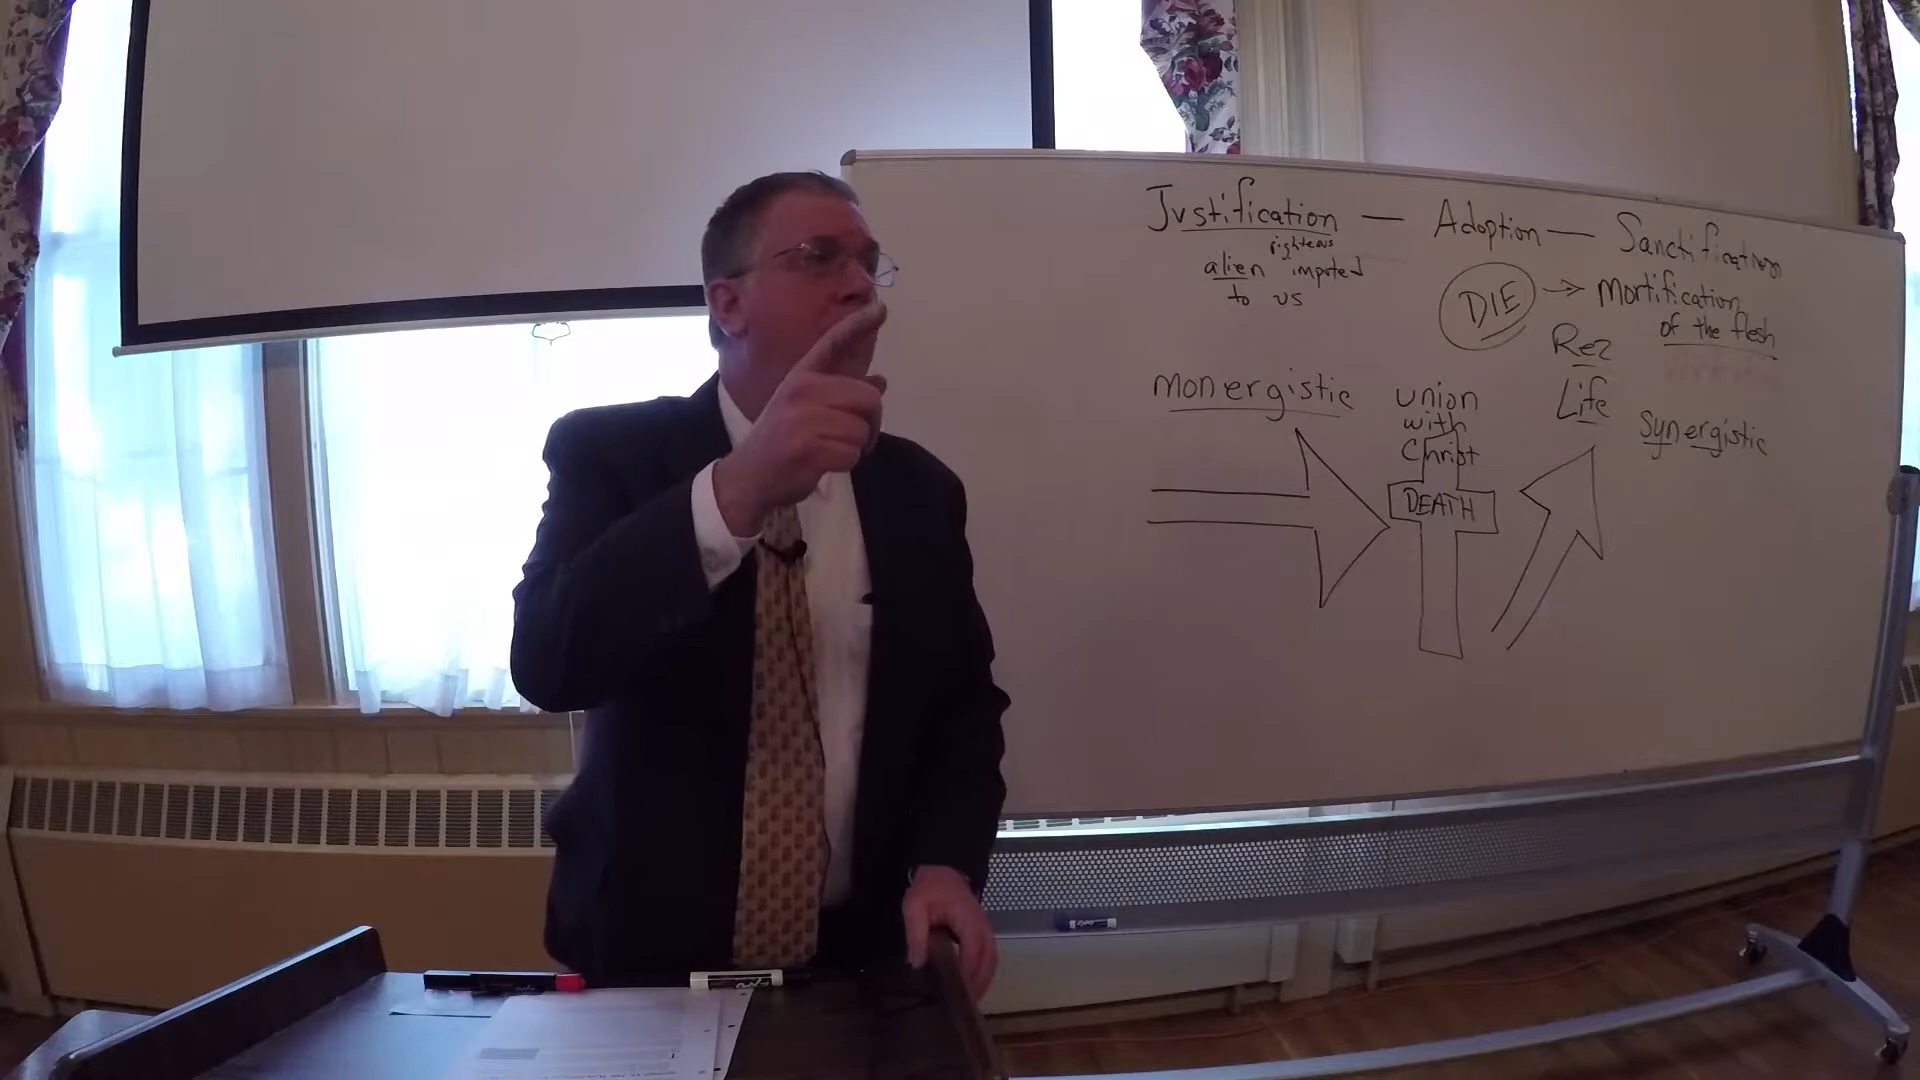 Justification — Adoption — Sanctification
righteous
alien imputed
to us
DIE → Mortification
of the flesh
Rez
Life
monergistic
union
with
Christ
synergistic
DEATH